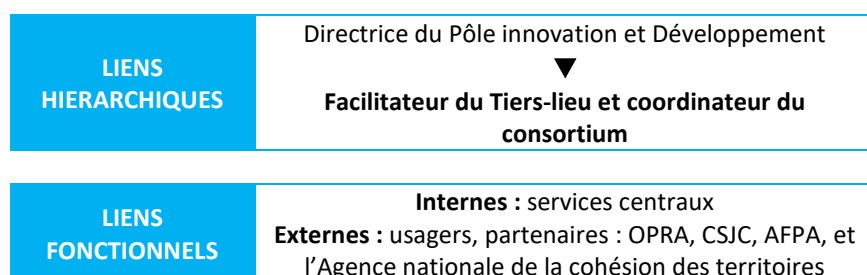 LIENS
HIERARCHIQUES
Directrice du Pôle innovation et Développement
▼
Facilitateur du Tiers-lieu et coordinateur du
consortium
LIENS
FONCTIONNELS
Internes : services centraux
Externes : usagers, partenaires : OPRA, CSJC, AFPA, et
l’Agence nationale de la cohésion des territoires